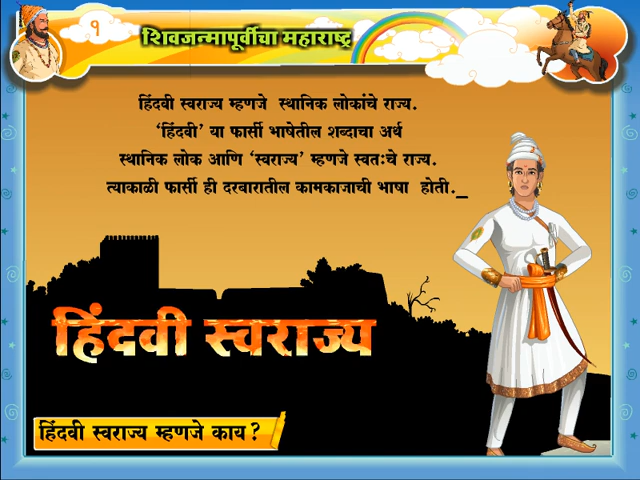 १
शिवजन्मापूर्वीचा महाराष्ट्र
हिंदवी स्वराज्य म्हणजे स्थानिक लोकांचे राज्य.
‘हिंदवी’ या फार्सी भाषेतील शब्दाचा अर्थ
स्थानिक लोक आणि ‘स्वराज्य’ म्हणजे स्वतःचे राज्य.
त्याकाळी फार्सी ही दरबारातील कामकाजाची भाषा होती._
हिंदवी स्वराज्य
हिंदवी स्वराज्य म्हणजे काय?